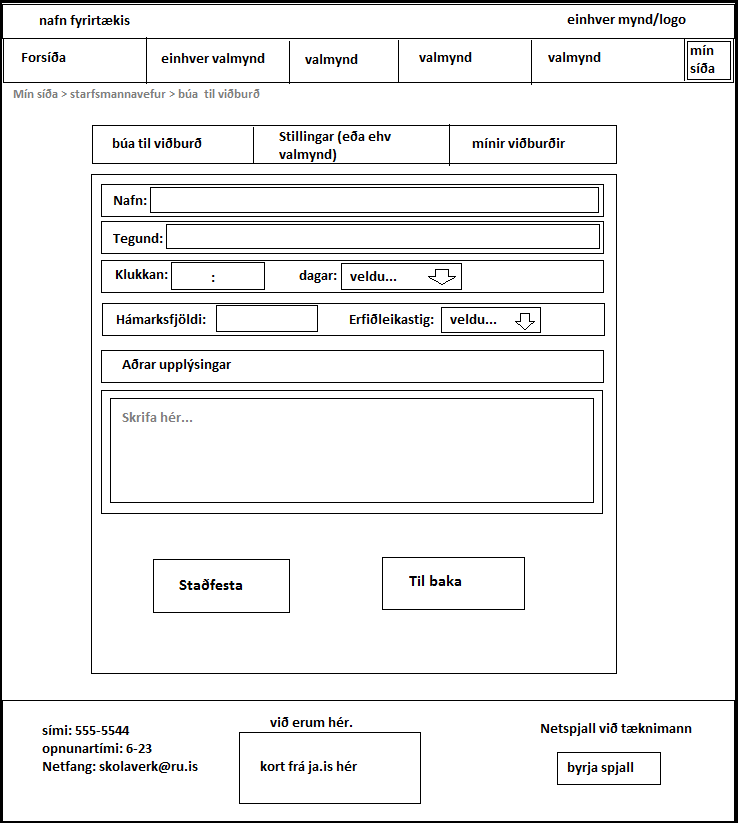 nafn fyrirtækis
einhver mynd/logo
Forsíða
einhver valmynd
valmynd
valmynd
valmynd
mín
síða
Mín síða > starfsmannavefur > búa til viðburð
búa til viðburð
Stillingar (eða ehv
valmynd)
mínir viðburðir
Nafn:
Tegund:
Klukkan:
:
dagar:
veldu...
Hámarksfjöldi:
Erfiðleikastig:
veldu...
Aðrar upplýsingar
Skrifa hér...
Staðfesta
Til baka
sími: 555-5544
opnunartími: 6-23
Netfang: skolaverk@ru.is
við erum hér.
kort frá ja.is hér
Netspjall við tæknimann
byrja spjall